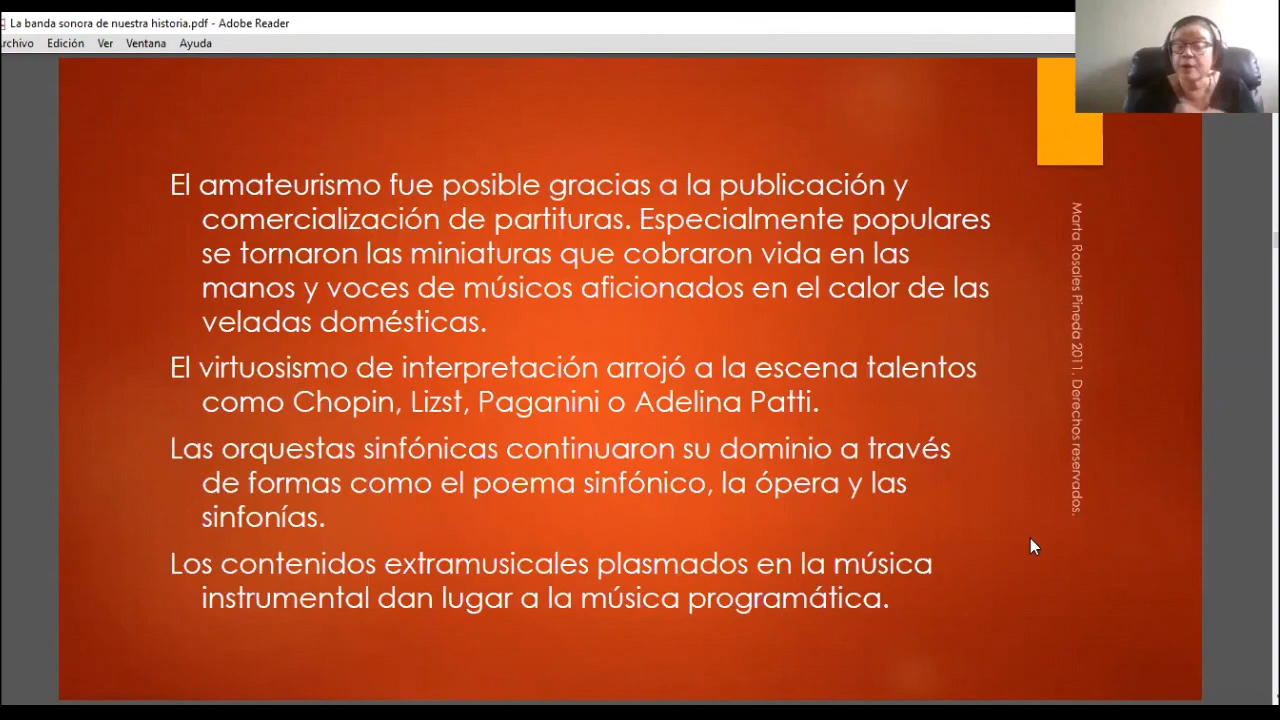 La banda sonora de nuestra historia.pdf - Adobe Reader
rchivo Edición Ver Ventana Ayuda
El amateurismo fue posible gracias a la publicación y
comercialización de partituras. Especialmente populares
se tornaron las miniaturas que cobraron vida en las
manos y voces de músicos aficionados en el calor de las
veladas domésticas.
El virtuosismo de interpretación arrojó a la escena talentos
como Chopin, Lizst, Paganini o Adelina Patti.
Las orquestas sinfónicas continuaron su dominio a través
de formas como el poema sinfónico, la ópera y las
sinfonías.
Los contenidos extramusicales plasmados en la música
instrumental dan lugar a la música programática.
Marta Rosales Pineda 2011. Derechos reservados.